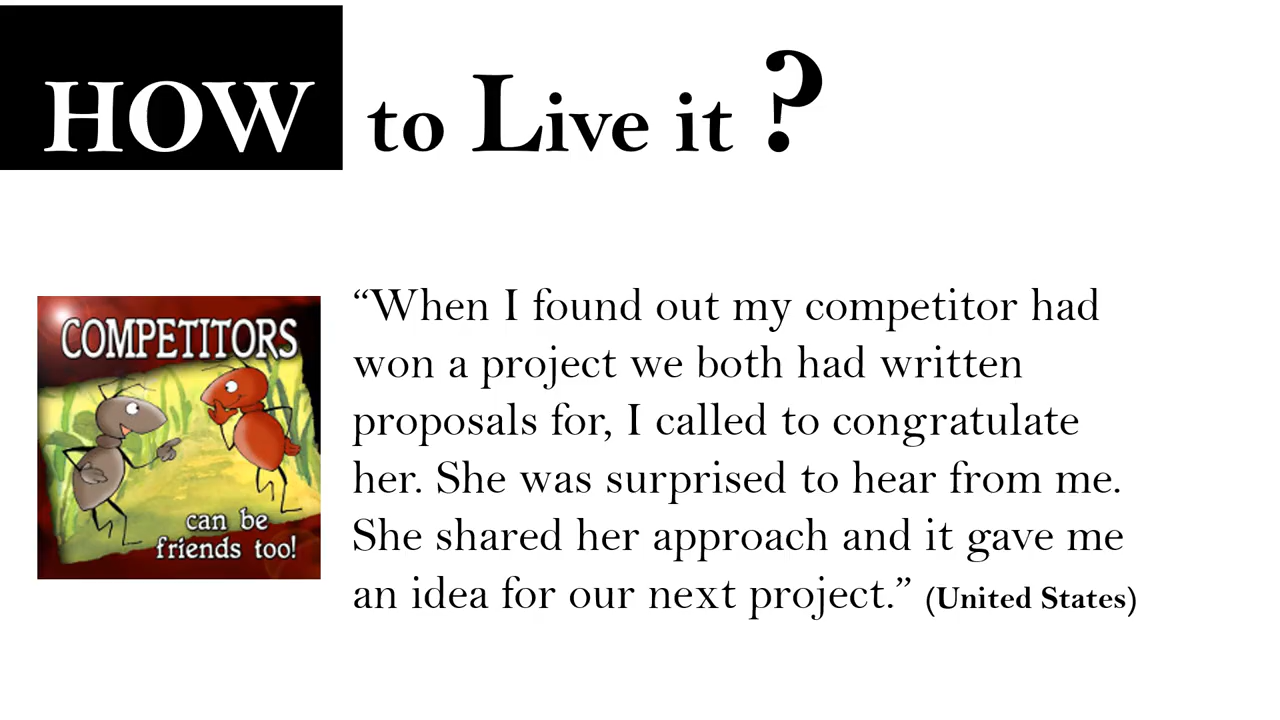 HOW to Live it ?
COMPETITORS
can be
friends too!
“When I found out my competitor had
won a project we both had written
proposals for, I called to congratulate
her. She was surprised to hear from me.
She shared her approach and it gave me
an idea for our next project.” (United States)